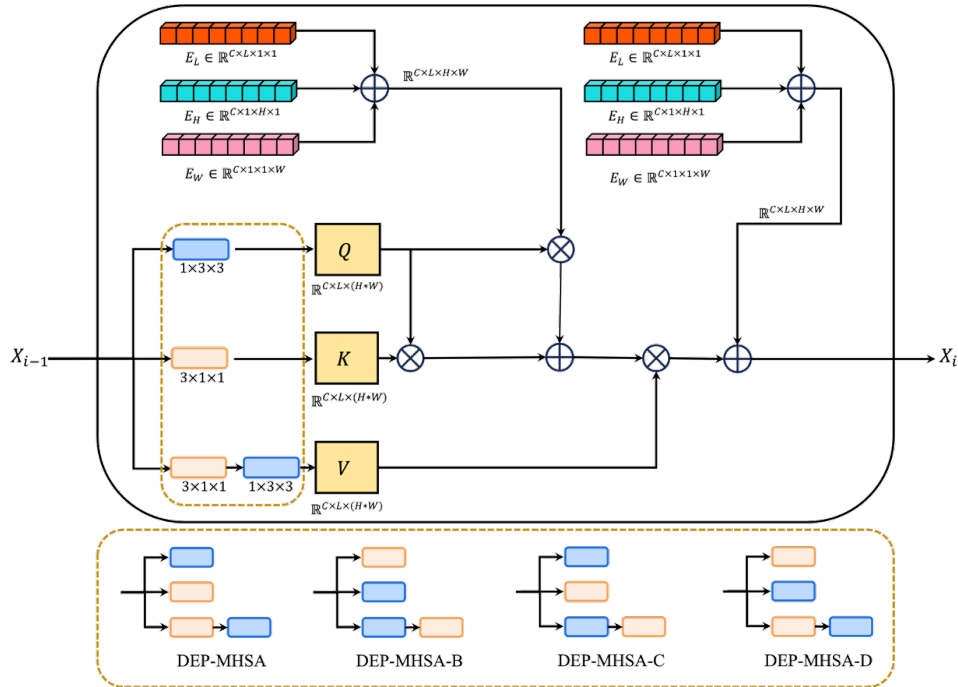 E_L ∈ ℝ^{C×L×1×1}
E_H ∈ ℝ^{C×1×H×1}
E_W ∈ ℝ^{C×1×1×W}
ℝ^{C×L×H×W}
E_L ∈ ℝ^{C×L×1×1}
E_H ∈ ℝ^{C×1×H×1}
E_W ∈ ℝ^{C×1×1×W}
ℝ^{C×L×H×W}
1×3×3
Q
ℝ^{C×L×(H*W)}
X_{i-1}
3×1×1
K
ℝ^{C×L×(H*W)}
X_i
3×1×1
1×3×3
V
ℝ^{C×L×(H*W)}
DEP-MHSA
DEP-MHSA-B
DEP-MHSA-C
DEP-MHSA-D